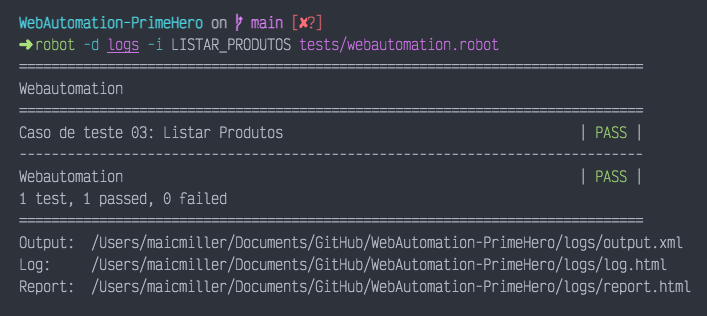 WebAutomation-PrimeHero on main [✘?]
➜ robot -d logs -i LISTAR_PRODUTOS tests/webautomation.robot
==============================================================================
Webautomation
==============================================================================
Caso de teste 03: Listar Produtos | PASS |
------------------------------------------------------------------------------
Webautomation | PASS |
1 test, 1 passed, 0 failed
==============================================================================
Output: /Users/maicmiller/Documents/GitHub/WebAutomation-PrimeHero/logs/output.xml
Log: /Users/maicmiller/Documents/GitHub/WebAutomation-PrimeHero/logs/log.html
Report: /Users/maicmiller/Documents/GitHub/WebAutomation-PrimeHero/logs/report.html